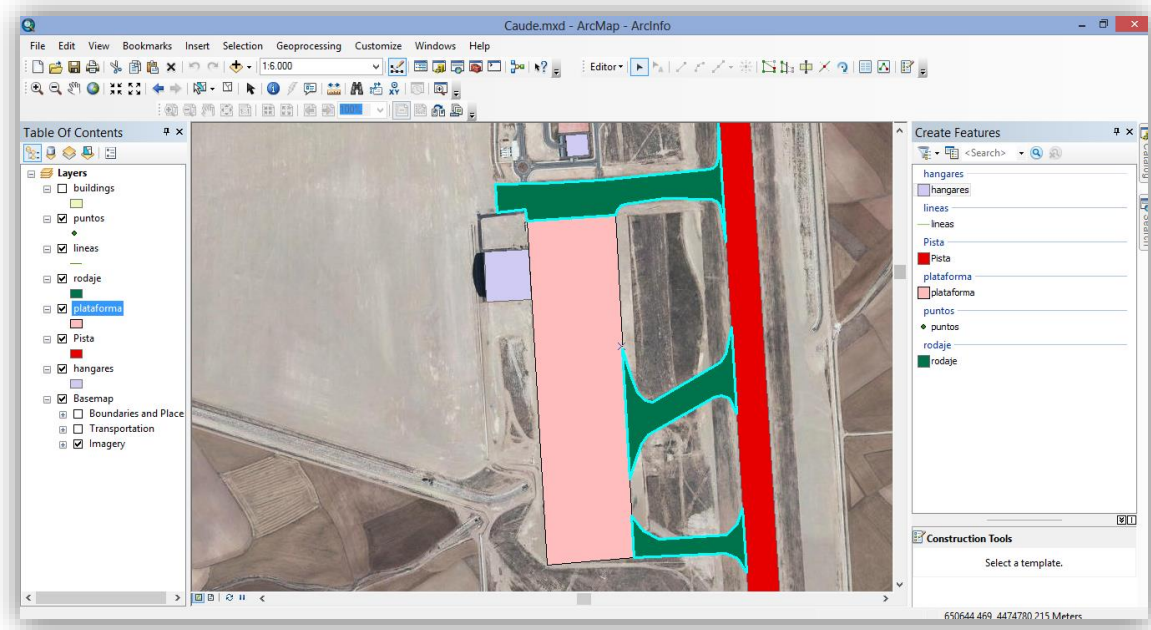 Caude.mxd - ArcMap - ArcInfo
File Edit View Bookmarks Insert Selection Geoprocessing Customize Windows Help
1:6.000
Editor
100%
Table Of Contents
Layers
buildings
puntos
lineas
rodaje
plataforma
Pista
hangares
Basemap
Boundaries and Place
Transportation
Imagery
Create Features
<Search>
hangares
hangares
lineas
lineas
Pista
Pista
plataforma
plataforma
puntos
puntos
rodaje
rodaje
Construction Tools
Select a template.
Catalog
Search
650644,469 4474780,215 Meters